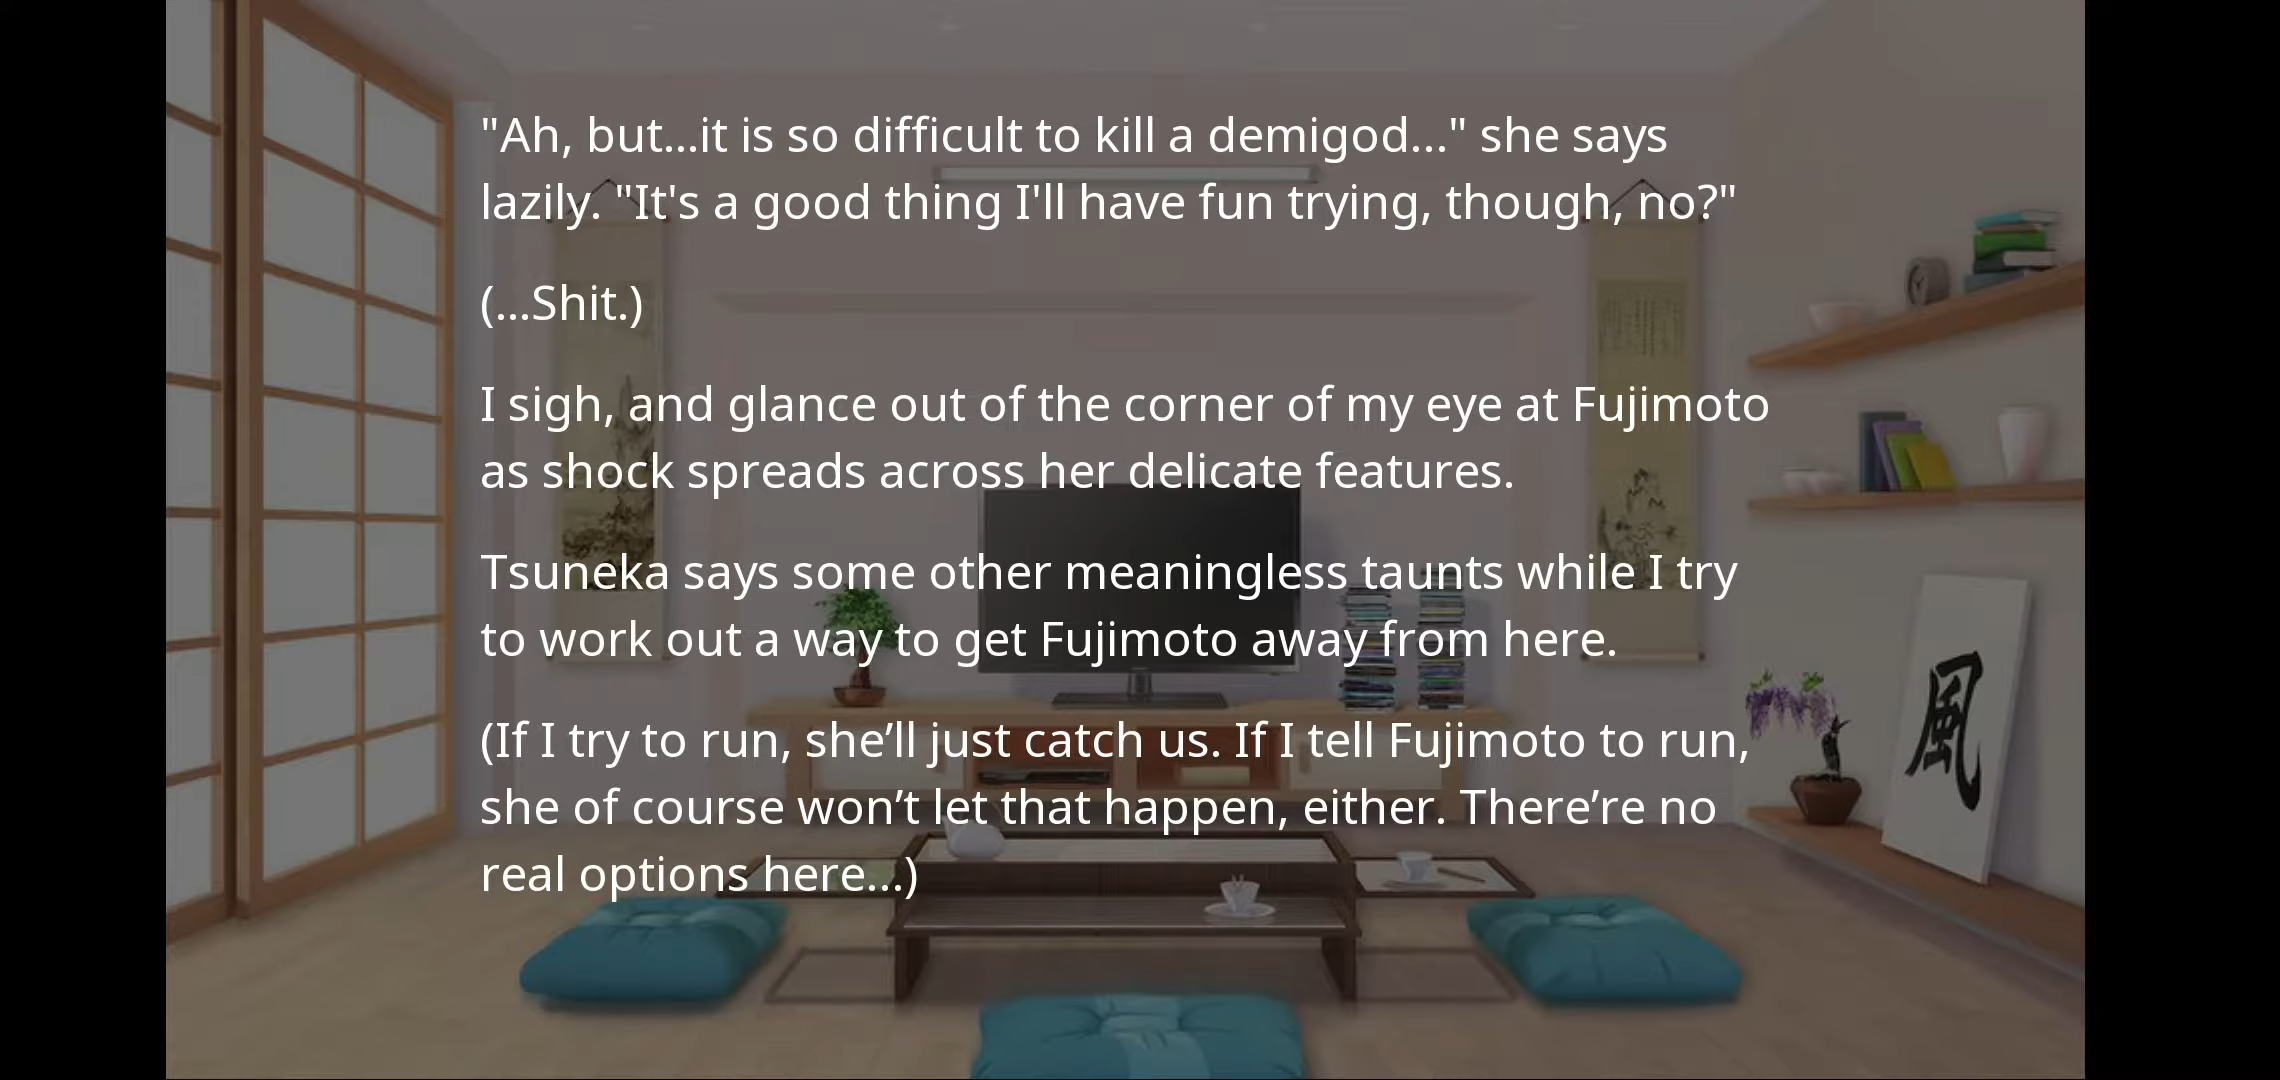 "Ah, but...it is so difficult to kill a demigod..." she says
lazily. "It's a good thing I'll have fun trying, though, no?"
(...Shit.)
I sigh, and glance out of the corner of my eye at Fujimoto
as shock spreads across her delicate features.
Tsuneka says some other meaningless taunts while I try
to work out a way to get Fujimoto away from here.
(If I try to run, she’ll just catch us. If I tell Fujimoto to run,
she of course won’t let that happen, either. There’re no
real options here...)
風